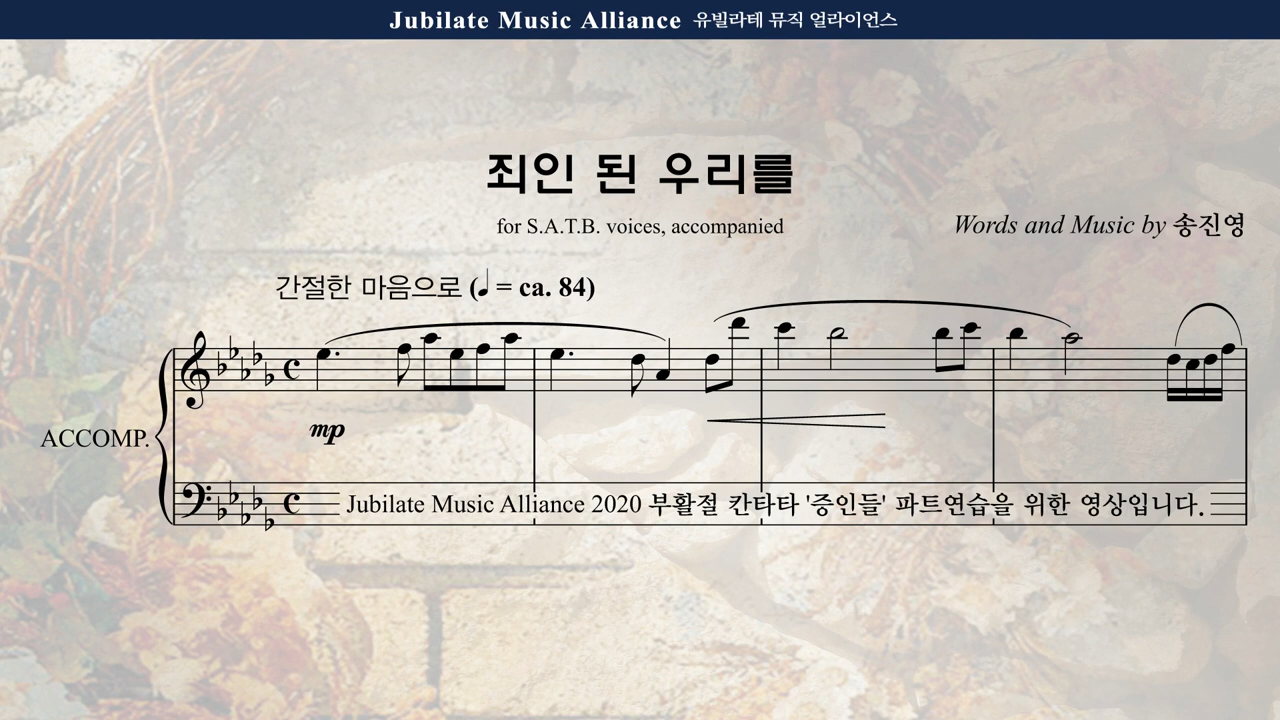 Jubilate Music Alliance 유빌라테 뮤직 얼라이언스
죄인 된 우리를
for S.A.T.B. voices, accompanied
Words and Music by 송진영
간절한 마음으로 (♩ = ca. 84)
mp
ACCOMP.
Jubilate Music Alliance 2020 부활절 칸타타 '증인들' 파트연습을 위한 영상입니다.